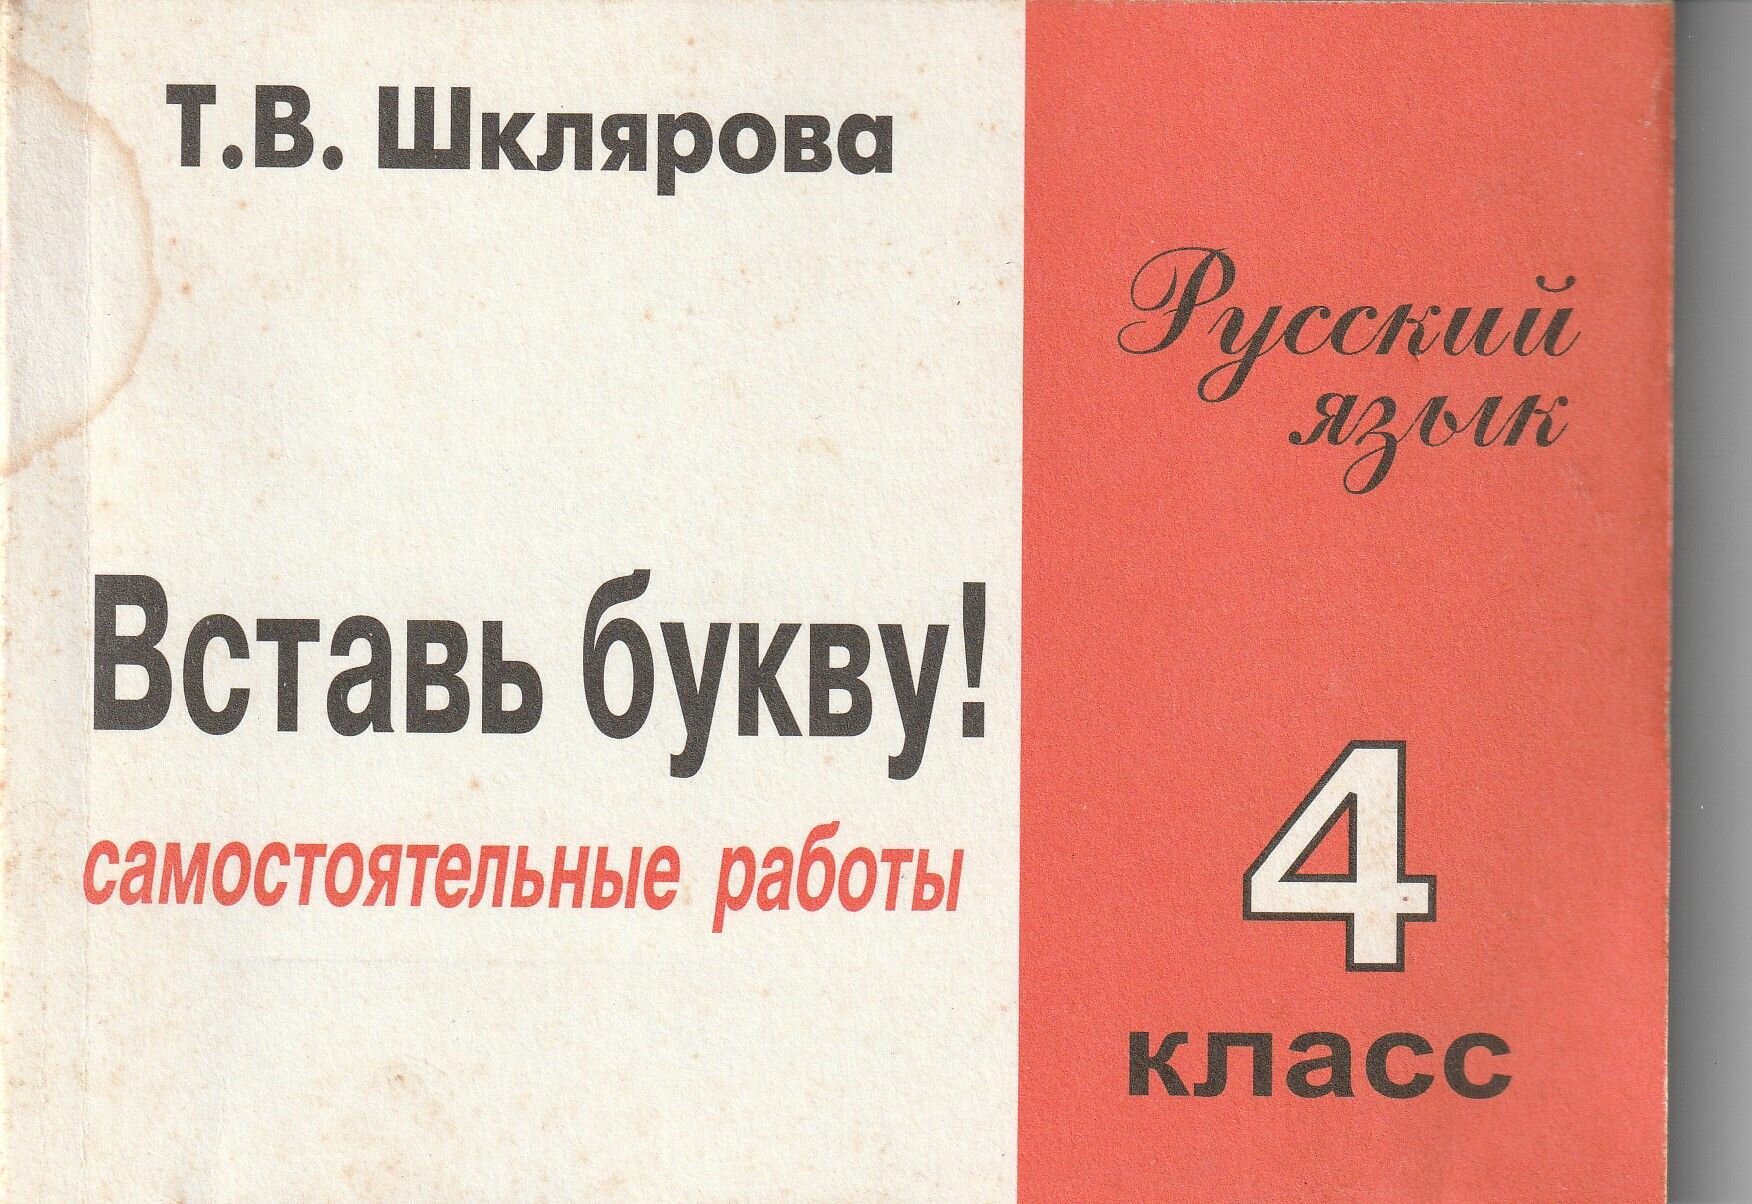 Т.В. Шклярова
Вставь букву!
самостоятельные работы
Русский
язык
4
класс